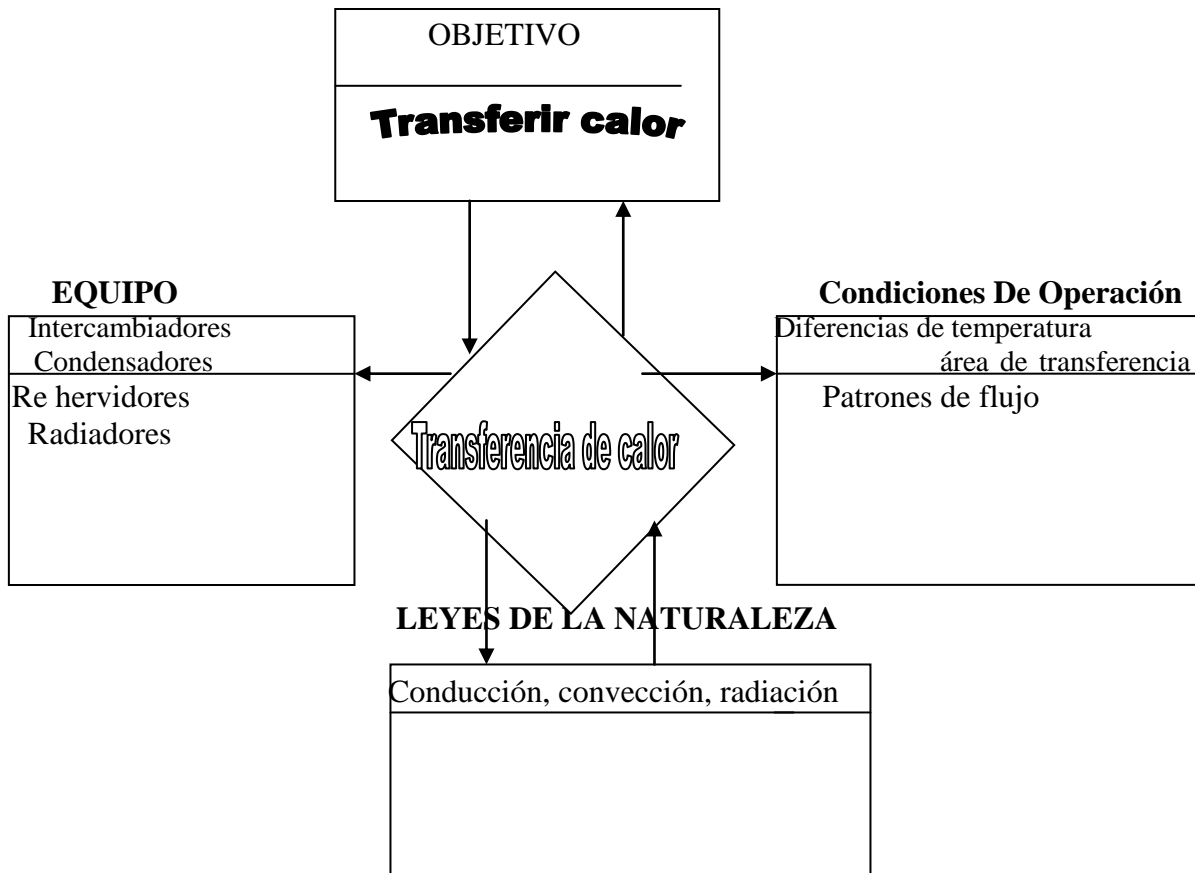 OBJETIVO
Transferir calor
EQUIPO
Intercambiadores
Condensadores
Re hervidores
Radiadores
Condiciones De Operación
Diferencias de temperatura
área de transferencia
Patrones de flujo
Transferencia de calor
LEYES DE LA NATURALEZA
Conducción, convección, radiación